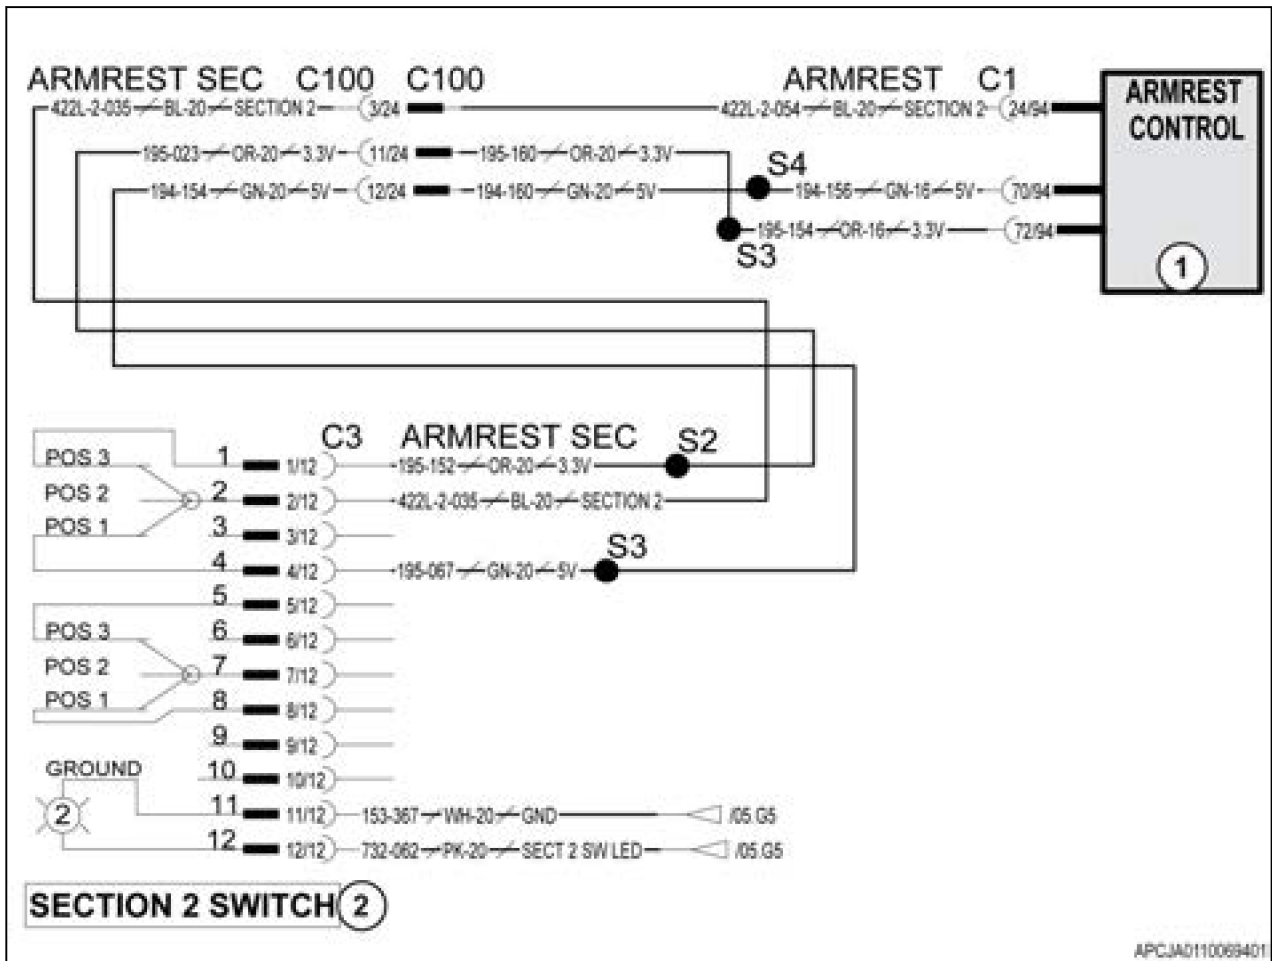 ARMREST SEC C100 C100 ARMREST C1
422L-2-035 BL-20 SECTION 2 3/24 422L-2-054 BL-20 SECTION 2 24/94
ARMREST
CONTROL
195-023 OR-20 3.3V 11/24 195-160 OR-20 3.3V
S4
194-154 GN-20 5V 12/24 194-160 GN-20 5V 194-156 GN-16 5V 70/94
195-154 OR-16 3.3V 72/94
S3
1
C3 ARMREST SEC S2
POS 3 1 1/12 195-152 OR-20 3.3V
POS 2 2 2/12 422L-2-035 BL-20 SECTION 2
POS 1 3 3/12
S3
4 4/12 195-067 GN-20 5V
5 5/12
POS 3 6 6/12
POS 2 7 7/12
POS 1 8 8/12
9 9/12
GROUND 10 10/12
2 11 11/12 153-367 WH-20 GND /05.G5
12 12/12 732-062 PK-20 SECT 2 SW LED /05.G5
SECTION 2 SWITCH 2
APCJA0110069401